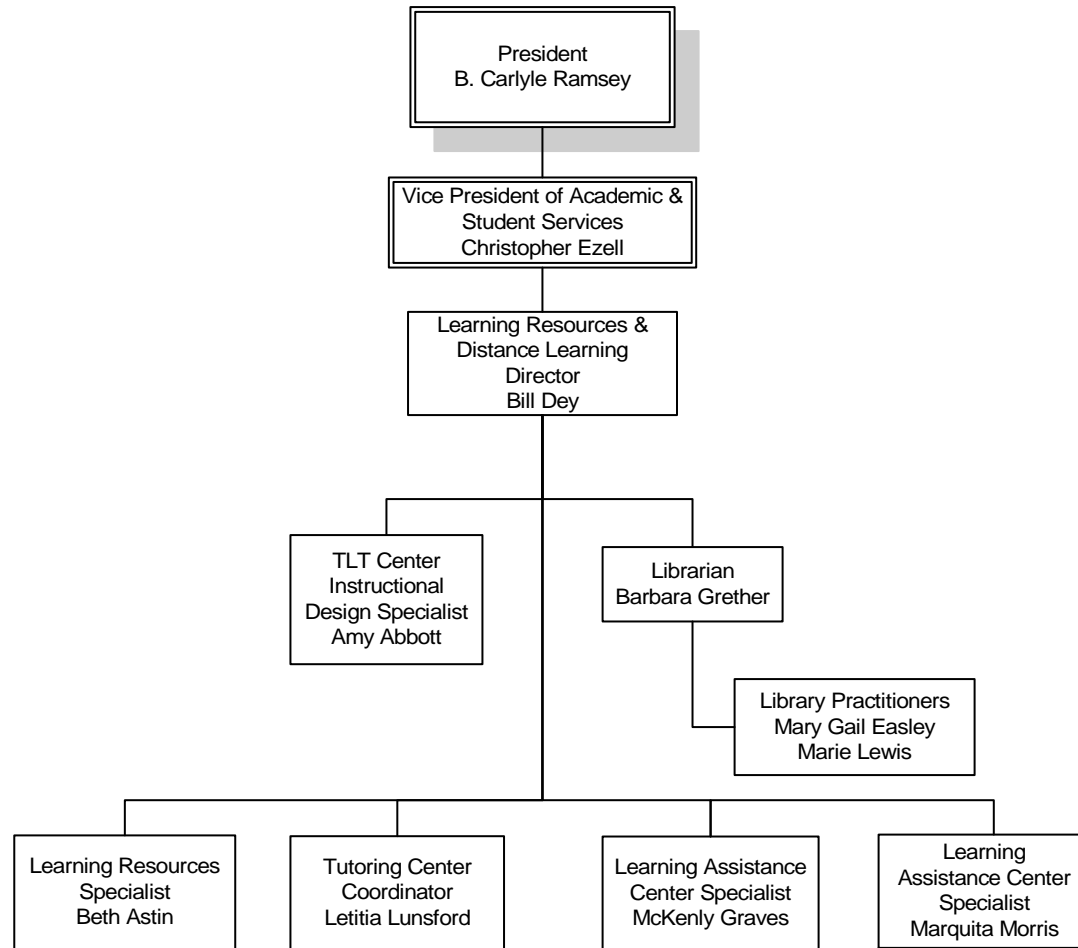 President
B. Carlyle Ramsey
Vice President of Academic &
Student Services
Christopher Ezell
Learning Resources &
Distance Learning
Director
Bill Dey
TLT Center
Instructional
Design Specialist
Amy Abbott
Librarian
Barbara Grether
Library Practitioners
Mary Gail Easley
Marie Lewis
Learning Resources
Specialist
Beth Astin
Tutoring Center
Coordinator
Letitia Lunsford
Learning Assistance
Center Specialist
McKenly Graves
Learning
Assistance Center
Specialist
Marquita Morris